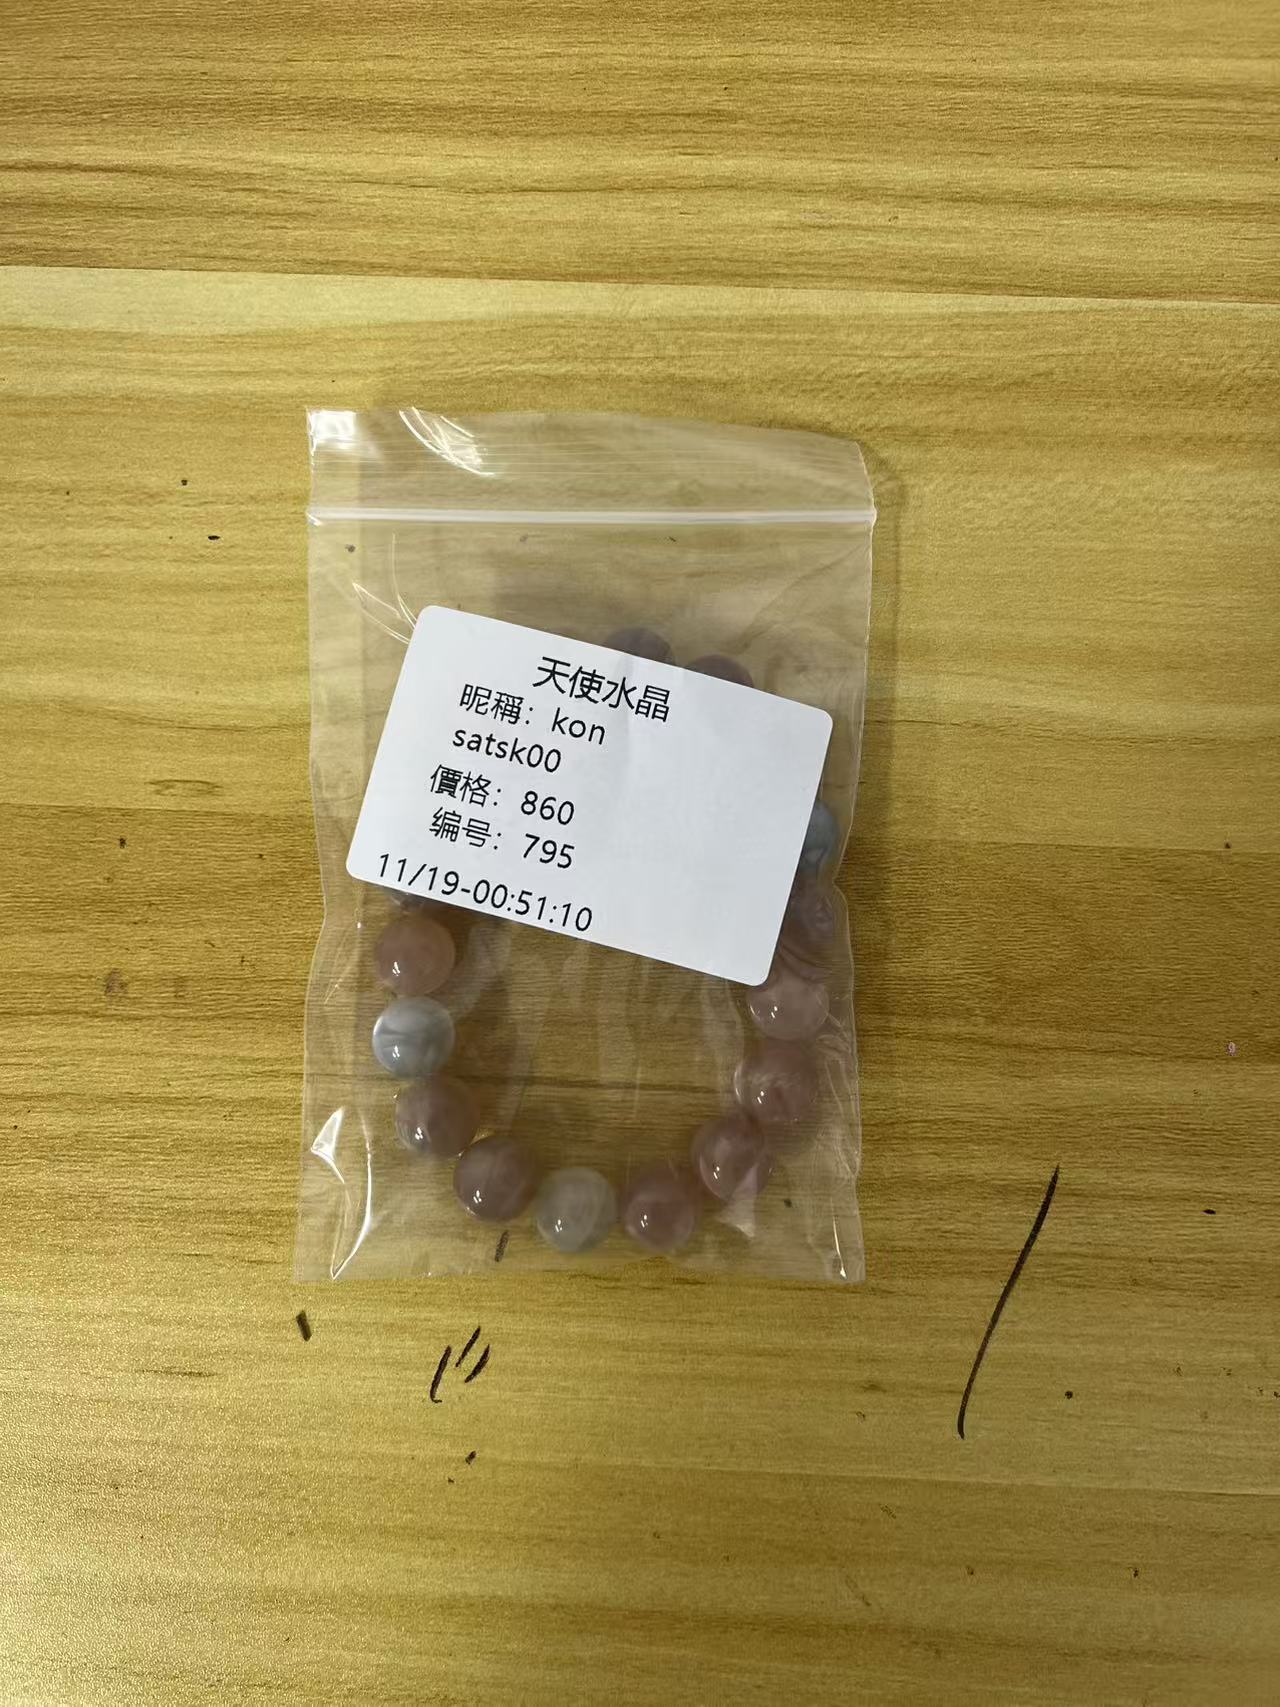 天使水晶
昵稱：kon
satsk00
價格：860
编号：795
11/19-00:51:10